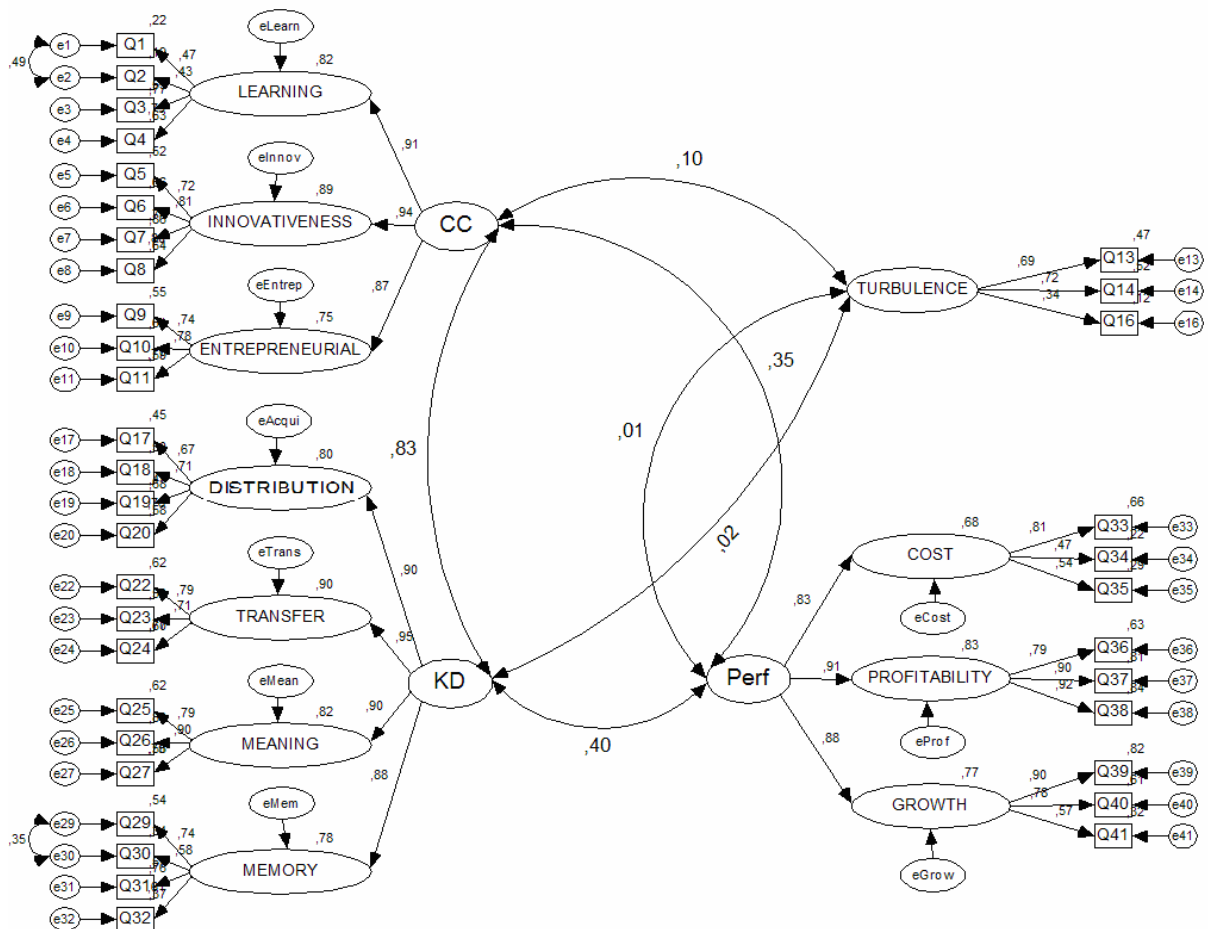 ,22
eLearn
e1 Q1 ,47 ,82
,49
e2 Q2 ,43 LEARNING
e3 Q3
,63
e4 Q4
,52
,91
eInnov
,10
e5 Q5 ,72 ,89
e6 Q6 ,81 INNOVATIVENESS ,94 CC
e7 Q7
,64
e8 Q8
,47
,69 Q13 e13
,72 Q14 e14
TURBULENCE
,12
,34 Q16 e16
,55
eEntrep
,87
e9 Q9 ,74 ,75
e10 Q10 ,78 ENTREPRENEURIAL
e11 Q11
,35
,45
eAcqui
e17 Q17 ,67 ,80
,83
,01
e18 Q18 ,71 DISTRIBUTION
e19 Q19
,58
e20 Q20
,90
,02
,66
,68 ,81 Q33 e33
,22
COST ,47 Q34 e34
,29
,54 Q35 e35
,83
eCost
,62
eTrans
e22 Q22 ,79 ,90
e23 Q23 ,71 TRANSFER
e24 Q24
,95
KD
Perf
,63
,83 ,79 Q36 e36
,81
,91 PROFITABILITY ,90 Q37 e37
,84
,92 Q38 e38
eProf
,62
eMean
e25 Q25 ,79 ,82 ,90
e26 Q26 ,90 MEANING
e27 Q27
,40
,88
,88
,82
,77 ,90 Q39 e39
,61
GROWTH ,78 Q40 e40
,32
,57 Q41 e41
eGrow
,54
eMem
e29 Q29 ,74 ,78
,35
e30 Q30 ,58 MEMORY
e31 Q31
,37
e32 Q32